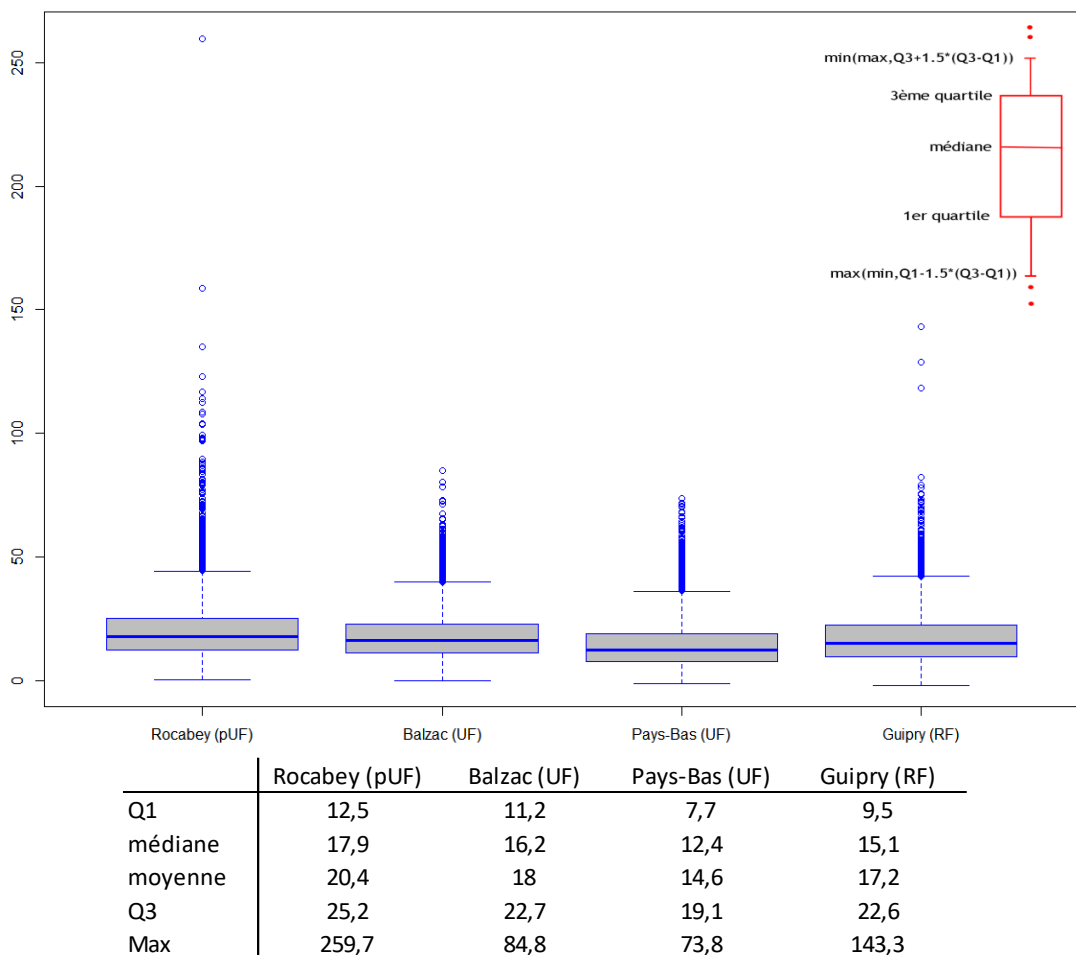 250
200
150
100
50
0
min(max,Q3+1.5*(Q3-Q1))
3ème quartile
médiane
1er quartile
max(min,Q1-1.5*(Q3-Q1))
Rocabey (pUF) Balzac (UF) Pays-Bas (UF) Guipry (RF)
Rocabey (pUF) Balzac (UF) Pays-Bas (UF) Guipry (RF)
Q1 12,5 11,2 7,7 9,5
médiane 17,9 16,2 12,4 15,1
moyenne 20,4 18 14,6 17,2
Q3 25,2 22,7 19,1 22,6
Max 259,7 84,8 73,8 143,3